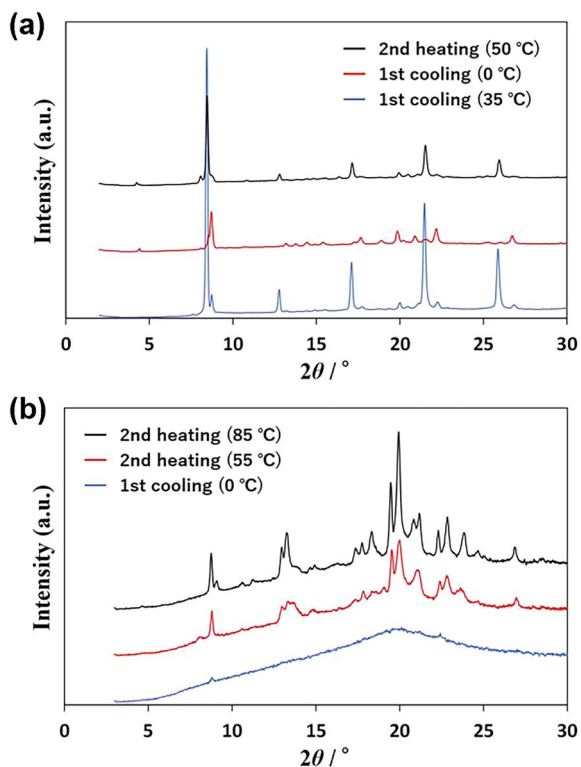 (a)
2nd heating (50 ℃)
1st cooling (0 ℃)
1st cooling (35 ℃)
Intensity (a.u.)
0 5 10 15 20 25 30
2θ / °
(b)
2nd heating (85 ℃)
2nd heating (55 ℃)
1st cooling (0 ℃)
Intensity (a.u.)
0 5 10 15 20 25 30
2θ / °